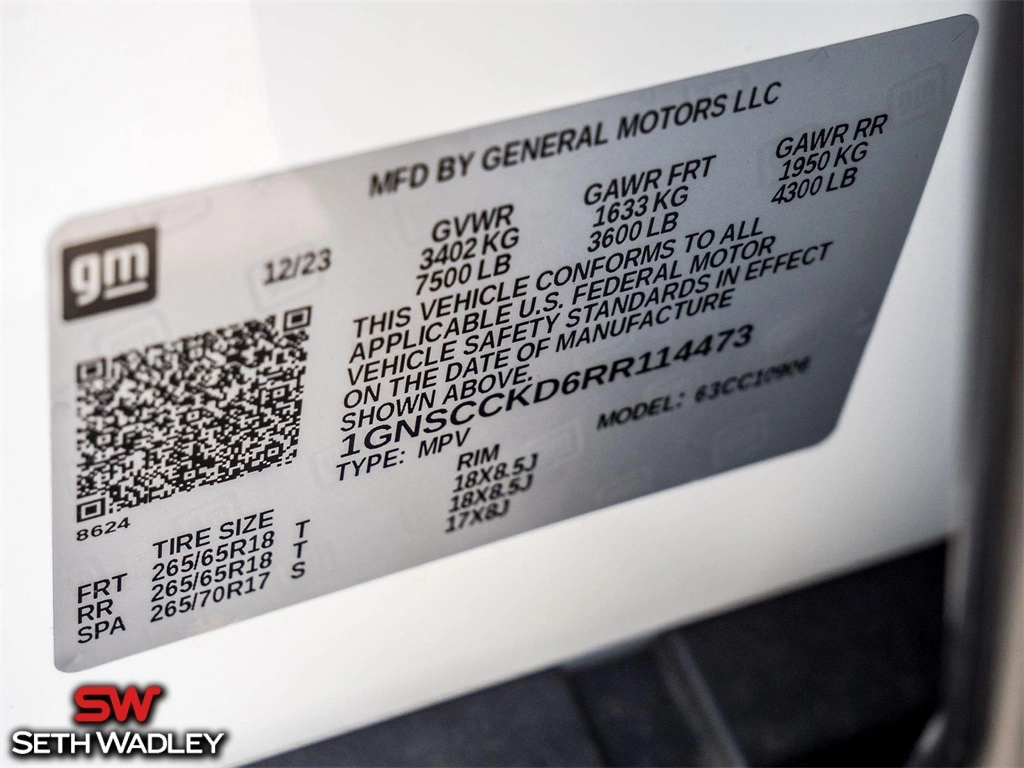 MFD BY GENERAL MOTORS LLC
gm
12/23
GVWR
3402 KG
7500 LB
GAWR FRT
1633 KG
3600 LB
GAWR RR
1950 KG
4300 LB
THIS VEHICLE CONFORMS TO ALL
APPLICABLE U.S. FEDERAL MOTOR
VEHICLE SAFETY STANDARDS IN EFFECT
ON THE DATE OF MANUFACTURE
SHOWN ABOVE.
1GNSCCKD6RR114473
TYPE: MPV
MODEL: 63CC10906
8624
TIRE SIZE
RIM
FRT 265/65R18 T 18X8.5J
RR 265/65R18 T 18X8.5J
SPA 265/70R17 S 17X8J
SW
SETH WADLEY